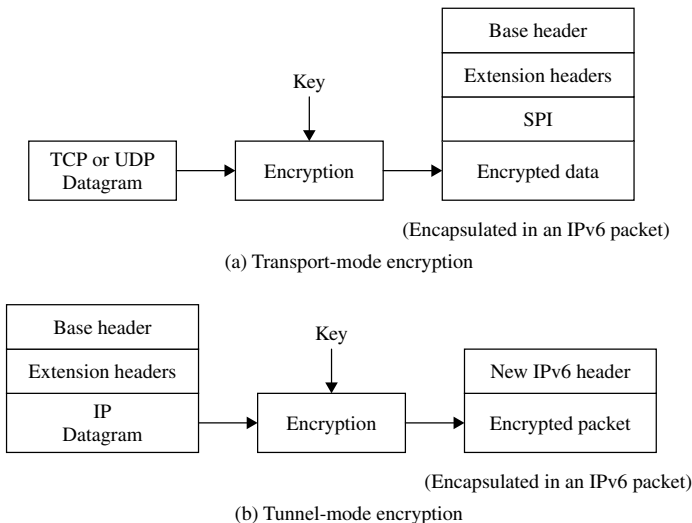 Base header
Extension headers
Key
SPI
TCP or UDP
Datagram
Encryption
Encrypted data
(Encapsulated in an IPv6 packet)
(a) Transport-mode encryption
Base header
Key
Extension headers
New IPv6 header
IP
Datagram
Encryption
Encrypted packet
(Encapsulated in an IPv6 packet)
(b) Tunnel-mode encryption